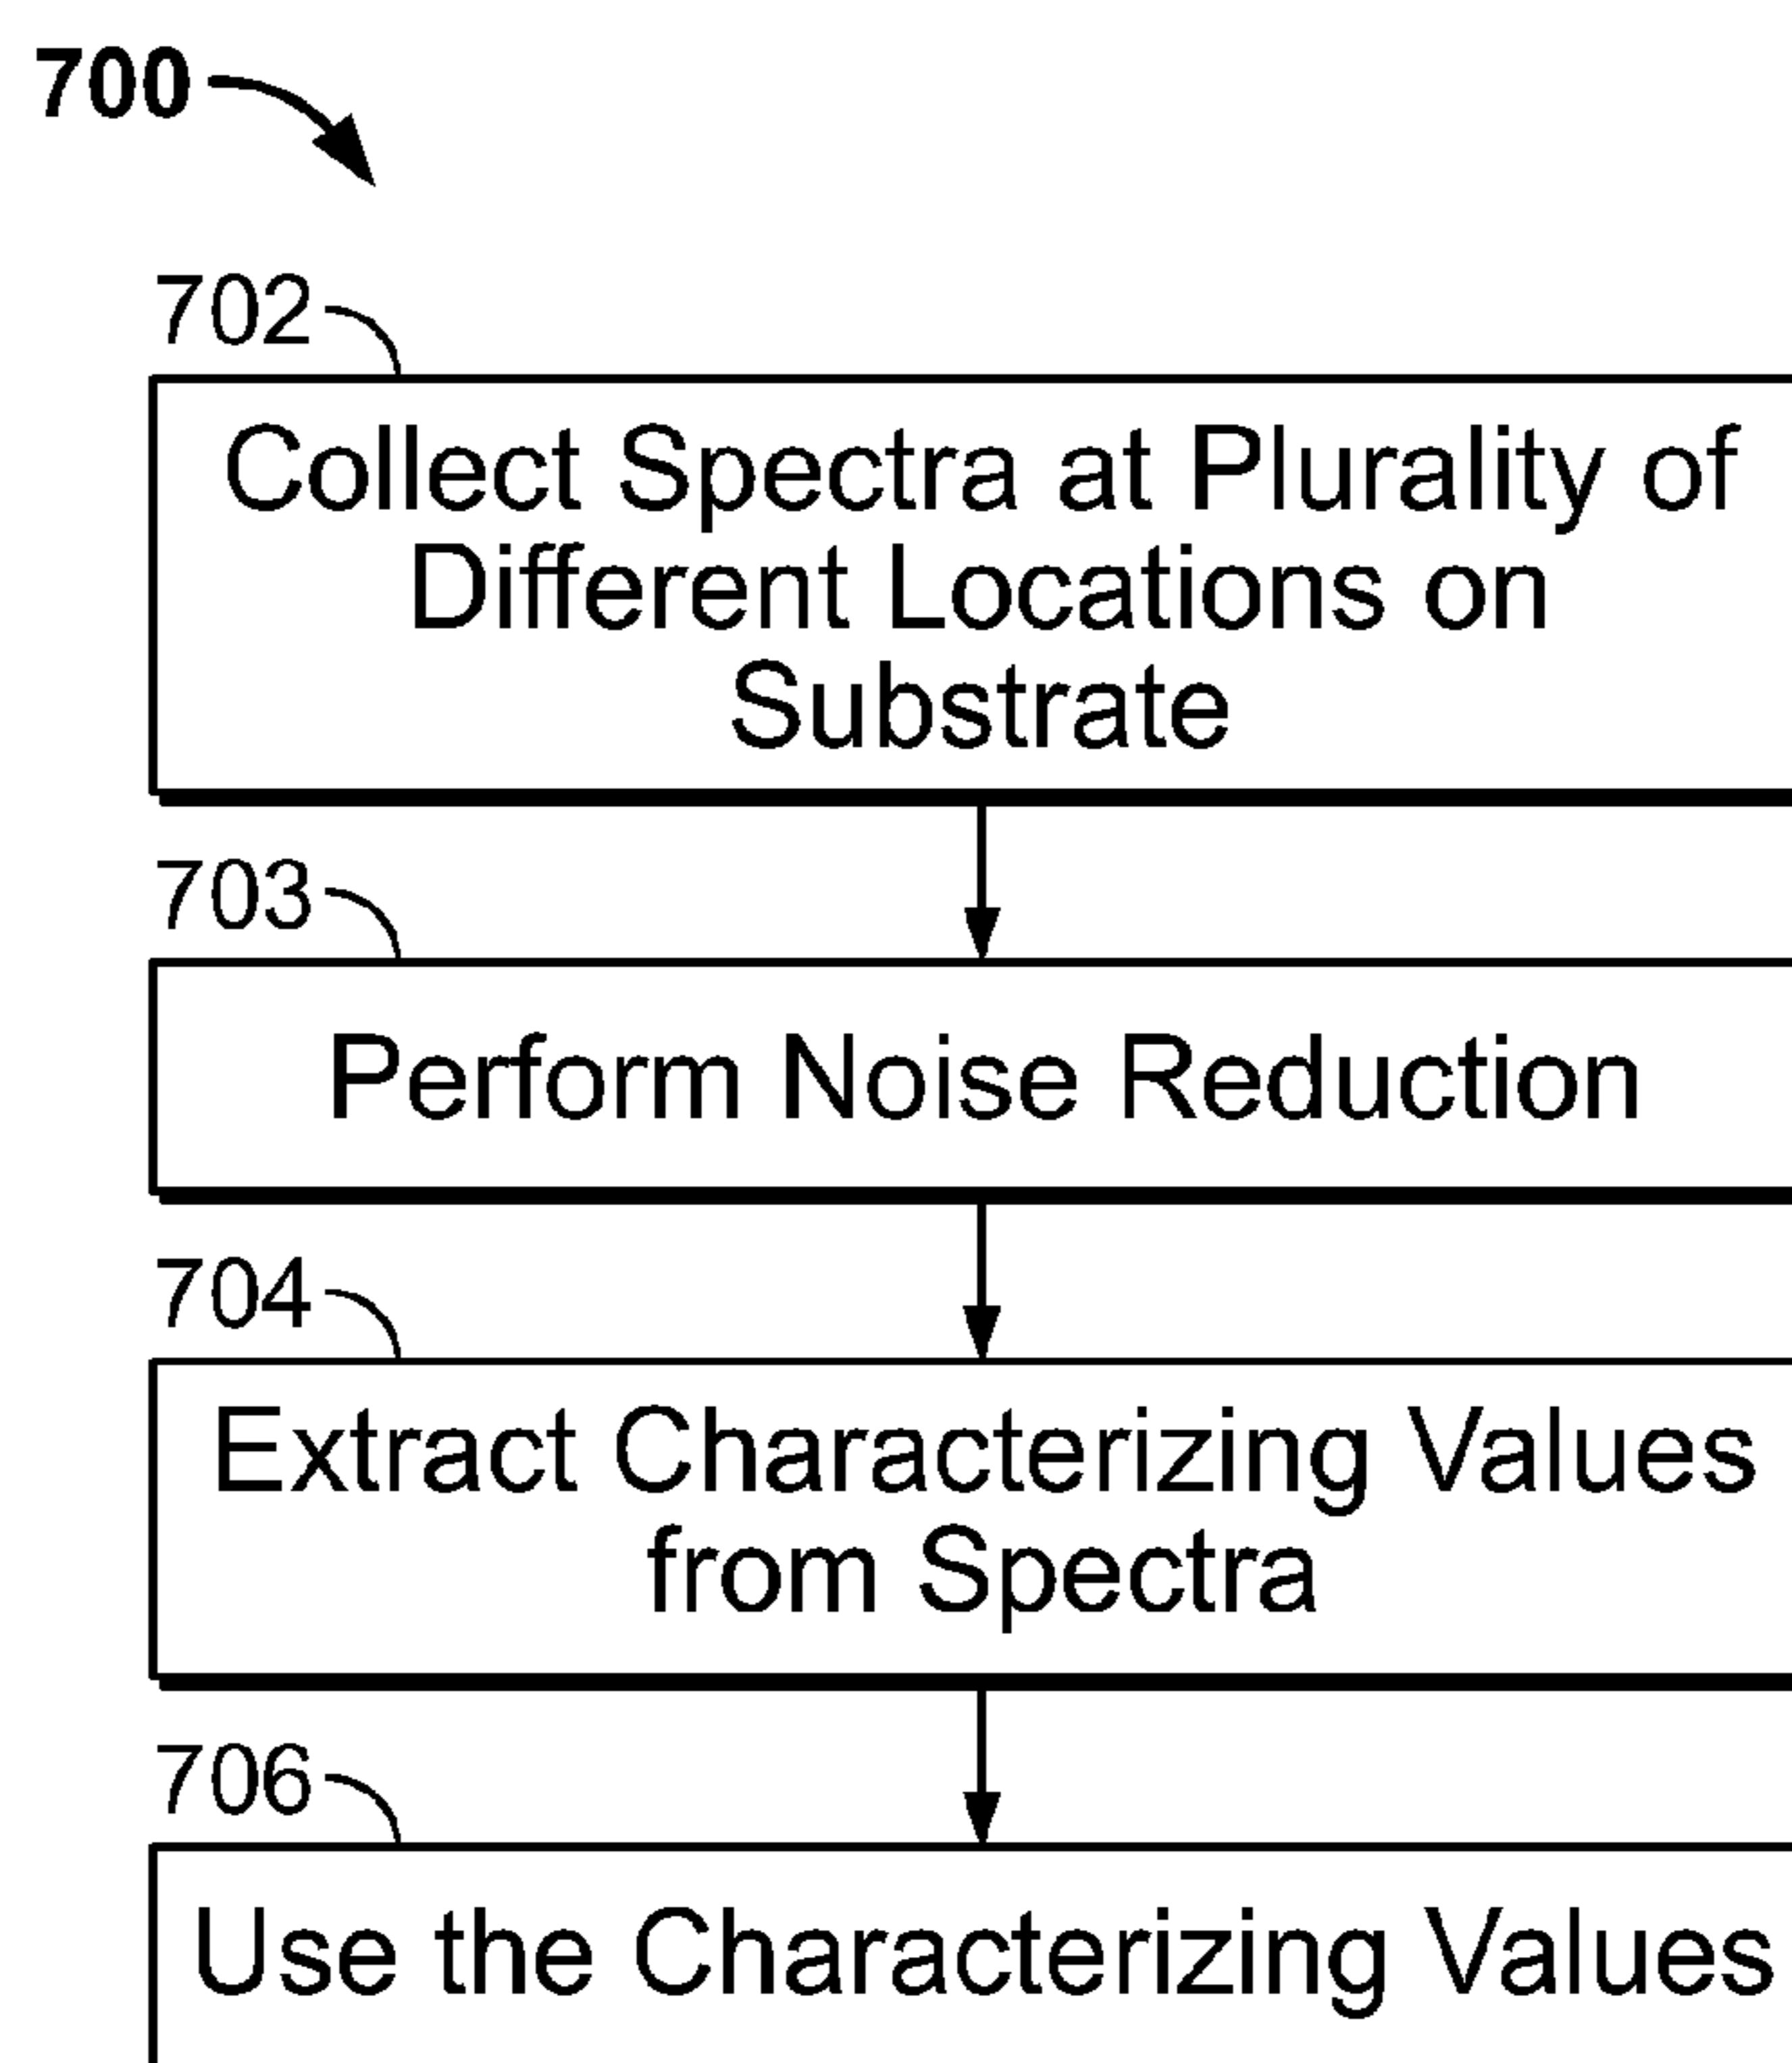 700
702
Collect Spectra at Plurality of
Different Locations on
Substrate
703
Perform Noise Reduction
704
Extract Characterizing Values
from Spectra
706
Use the Characterizing Values